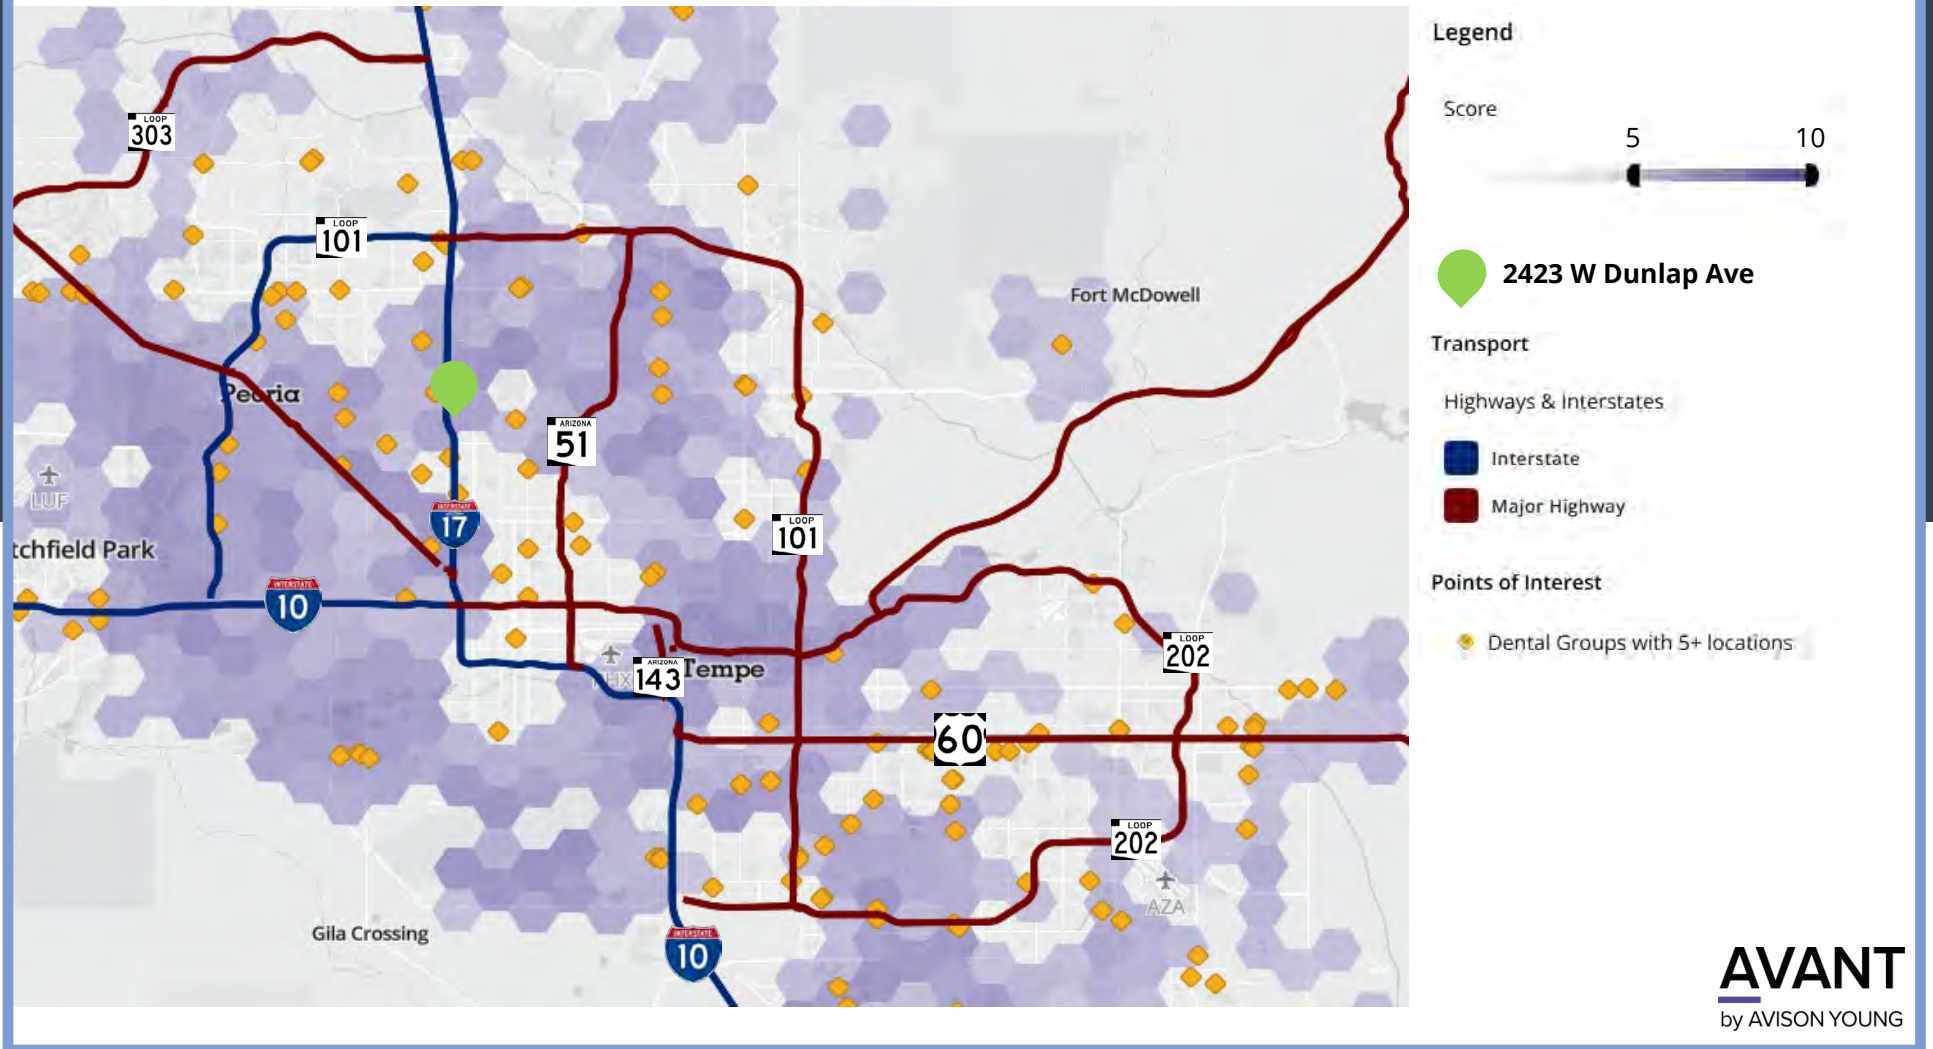 LOOP
303
LOOP
101
Fort McDowell
Peoria
ARIZONA
51
LUF
INTERSTATE
17
LOOP
101
tchfield Park
INTERSTATE
10
LOOP
202
ARIZONA
143
Tempe
60
LOOP
202
AZA
Gila Crossing
INTERSTATE
10
Legend
Score
5 10
2423 W Dunlap Ave
Transport
Highways & Interstates
Interstate
Major Highway
Points of Interest
Dental Groups with 5+ locations
AVANT
by AVISON YOUNG